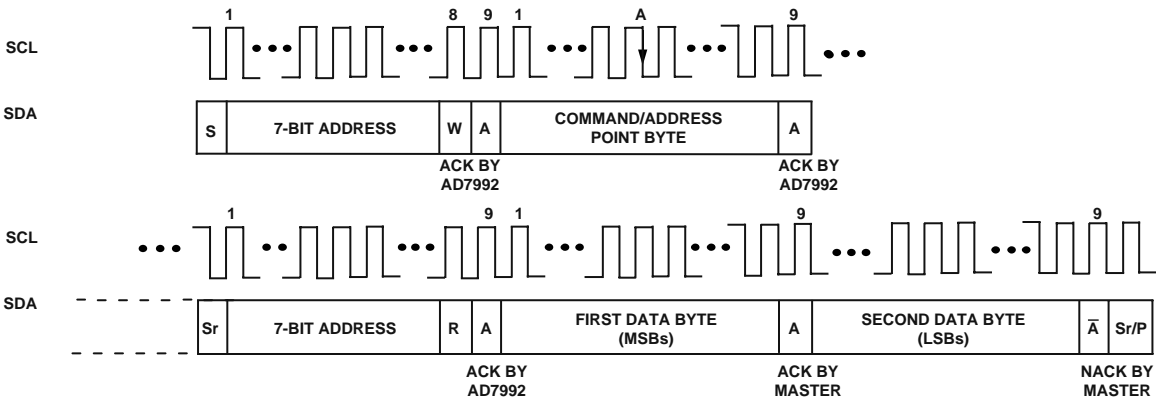 1 8 9 1 A 9
SCL
SDA
S 7-BIT ADDRESS W A COMMAND/ADDRESS POINT BYTE A
ACK BY AD7992 ACK BY AD7992
1 9 1 9 9
SCL
SDA
Sr 7-BIT ADDRESS R A FIRST DATA BYTE (MSBs) A SECOND DATA BYTE (LSBs) A̅ Sr/P
ACK BY AD7992 ACK BY MASTER NACK BY MASTER